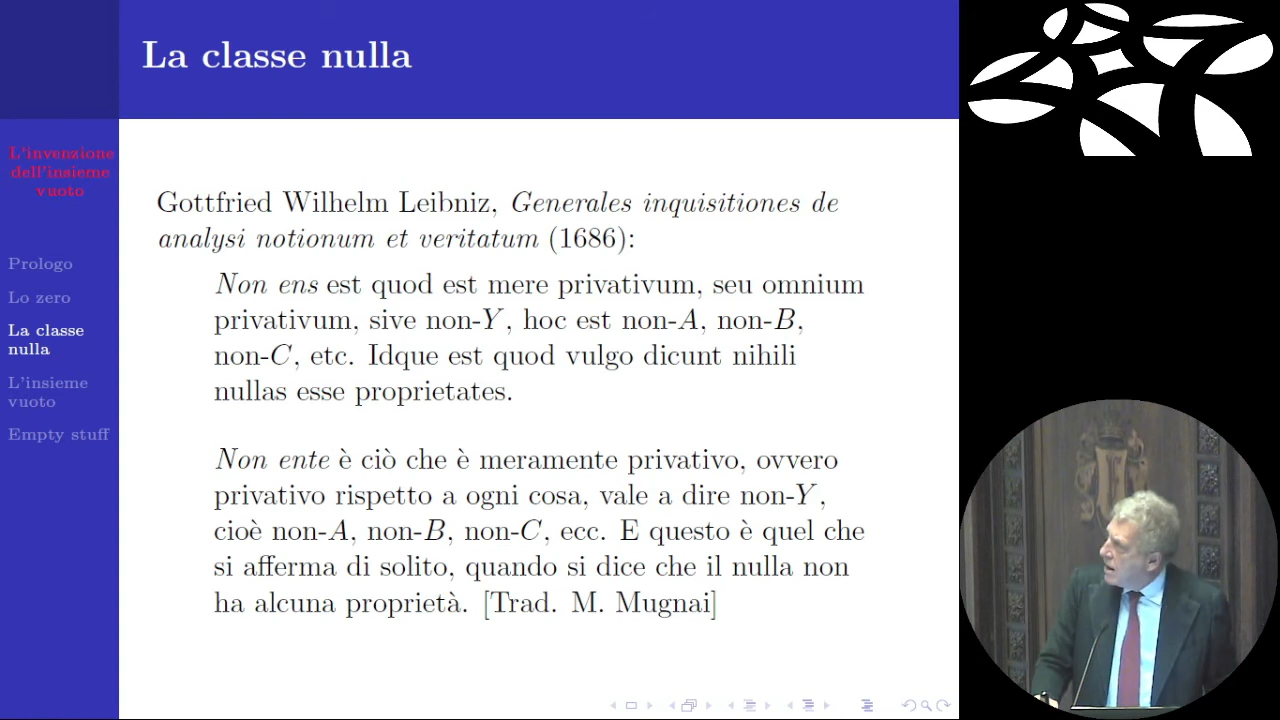 La classe nulla
L'invenzione
dell'insieme
vuoto
Prologo
Lo zero
La classe
nulla
L'insieme
vuoto
Empty stuff
Gottfried Wilhelm Leibniz, Generales inquisitiones de
analysi notionum et veritatum (1686):
Non ens est quod est mere privativum, seu omnium
privativum, sive non-Y, hoc est non-A, non-B,
non-C, etc. Idque est quod vulgo dicunt nihili
nullas esse proprietates.
Non ente è ciò che è meramente privativo, ovvero
privativo rispetto a ogni cosa, vale a dire non-Y,
cioè non-A, non-B, non-C, ecc. E questo è quel che
si afferma di solito, quando si dice che il nulla non
ha alcuna proprietà. [Trad. M. Mugnai]